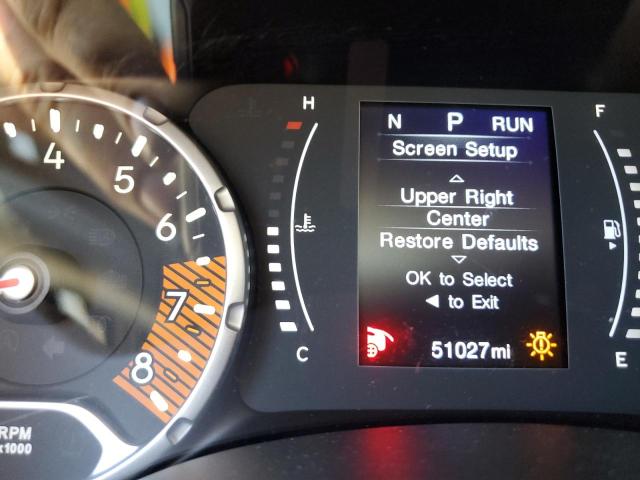 H
F
N P RUN
Screen Setup
4
5
Upper Right
6
Center
Restore Defaults
7
OK to Select
◀ to Exit
8
C
51027mi
E
RPM
x1000